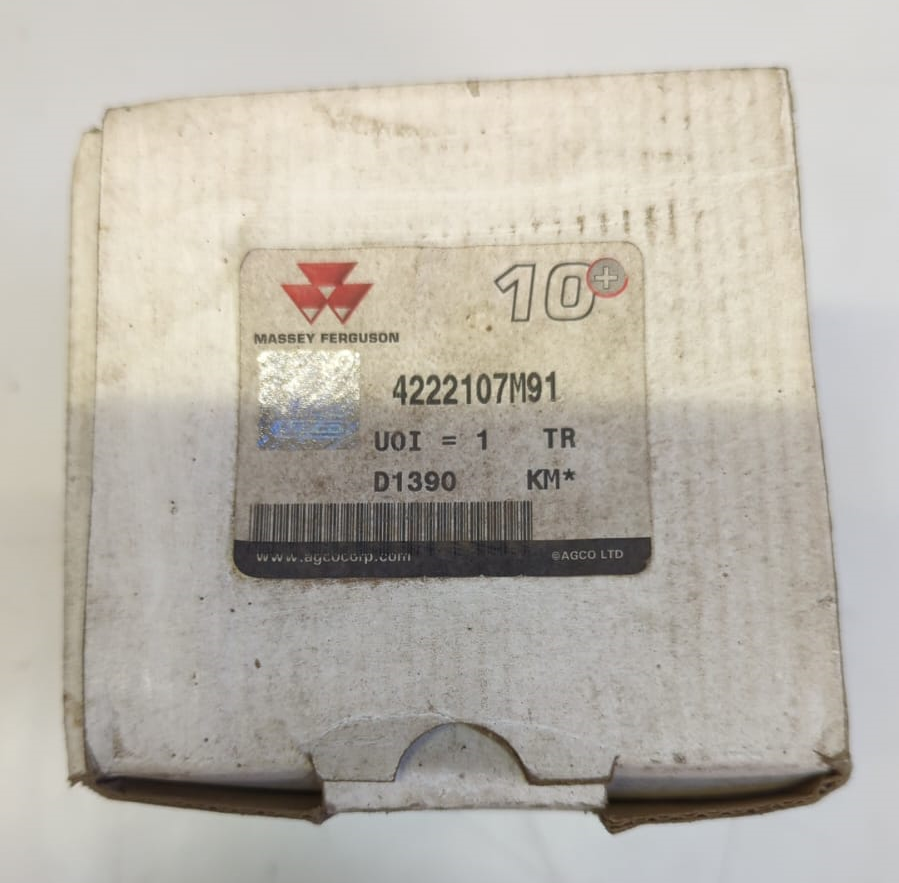 10+
MASSEY FERGUSON
4222107M91
UOI = 1 TR
D1390 KM*
www.agcocorp.com
©AGCO LTD